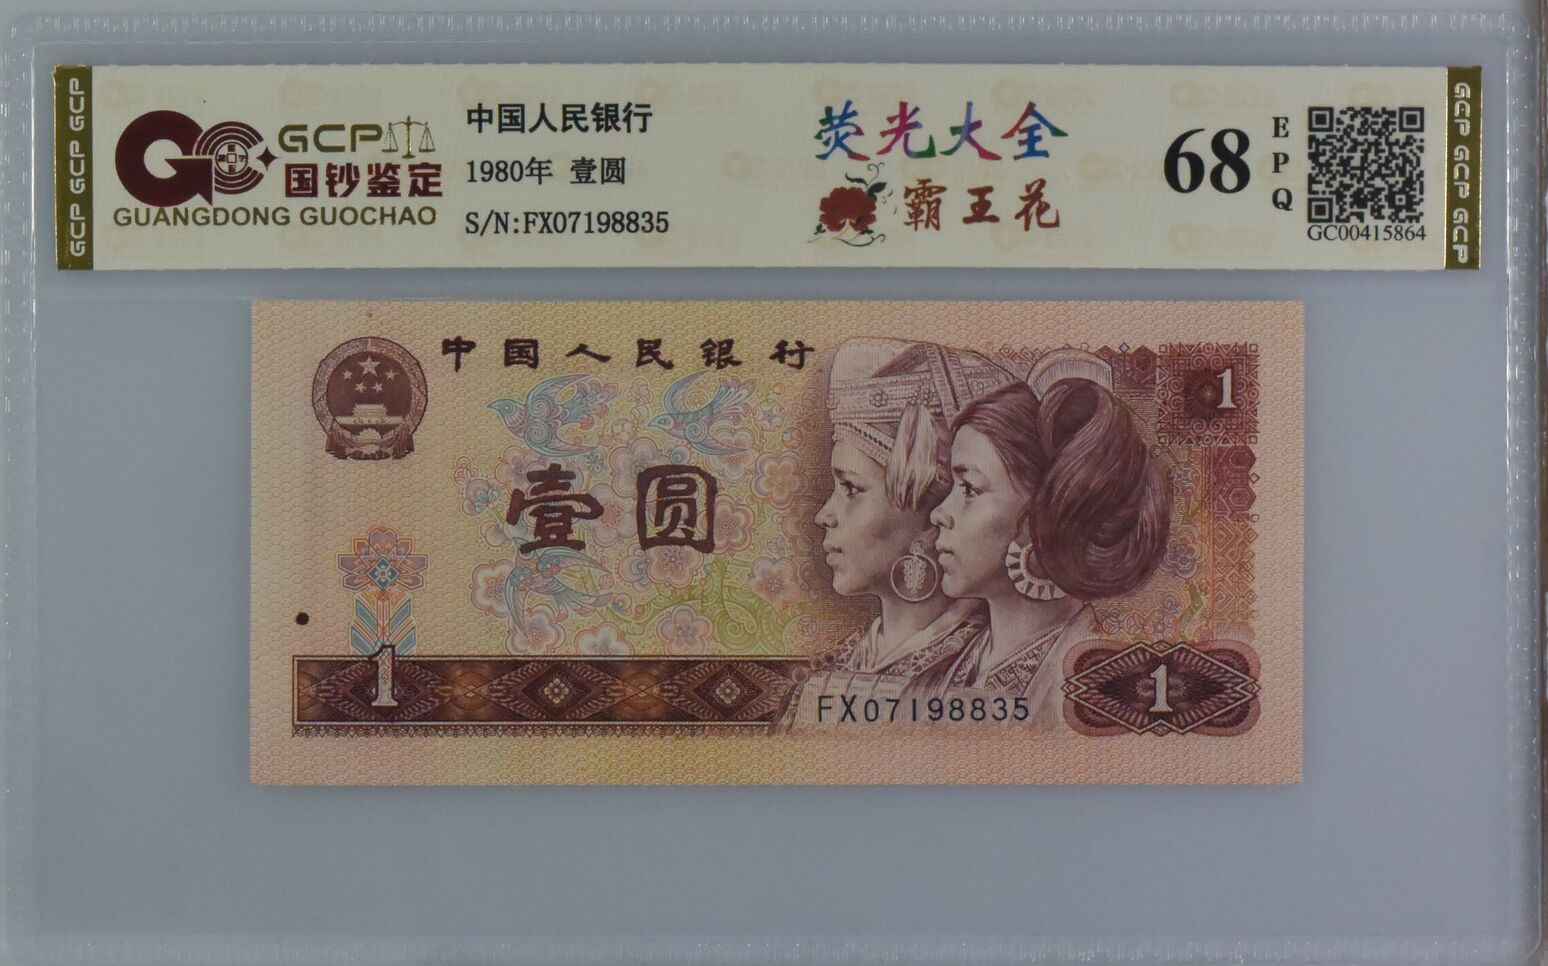 GCP GCP GCP
GCP
国钞鉴定
GUANGDONG GUOCHAO
中国人民银行
1980年 壹圆
S/N:FX07198835
荧光大全
霸王花
68
EPQ
GC00415864
GCP GCP GCP
中国人民银行
1
壹圆
1
FX07198835
1